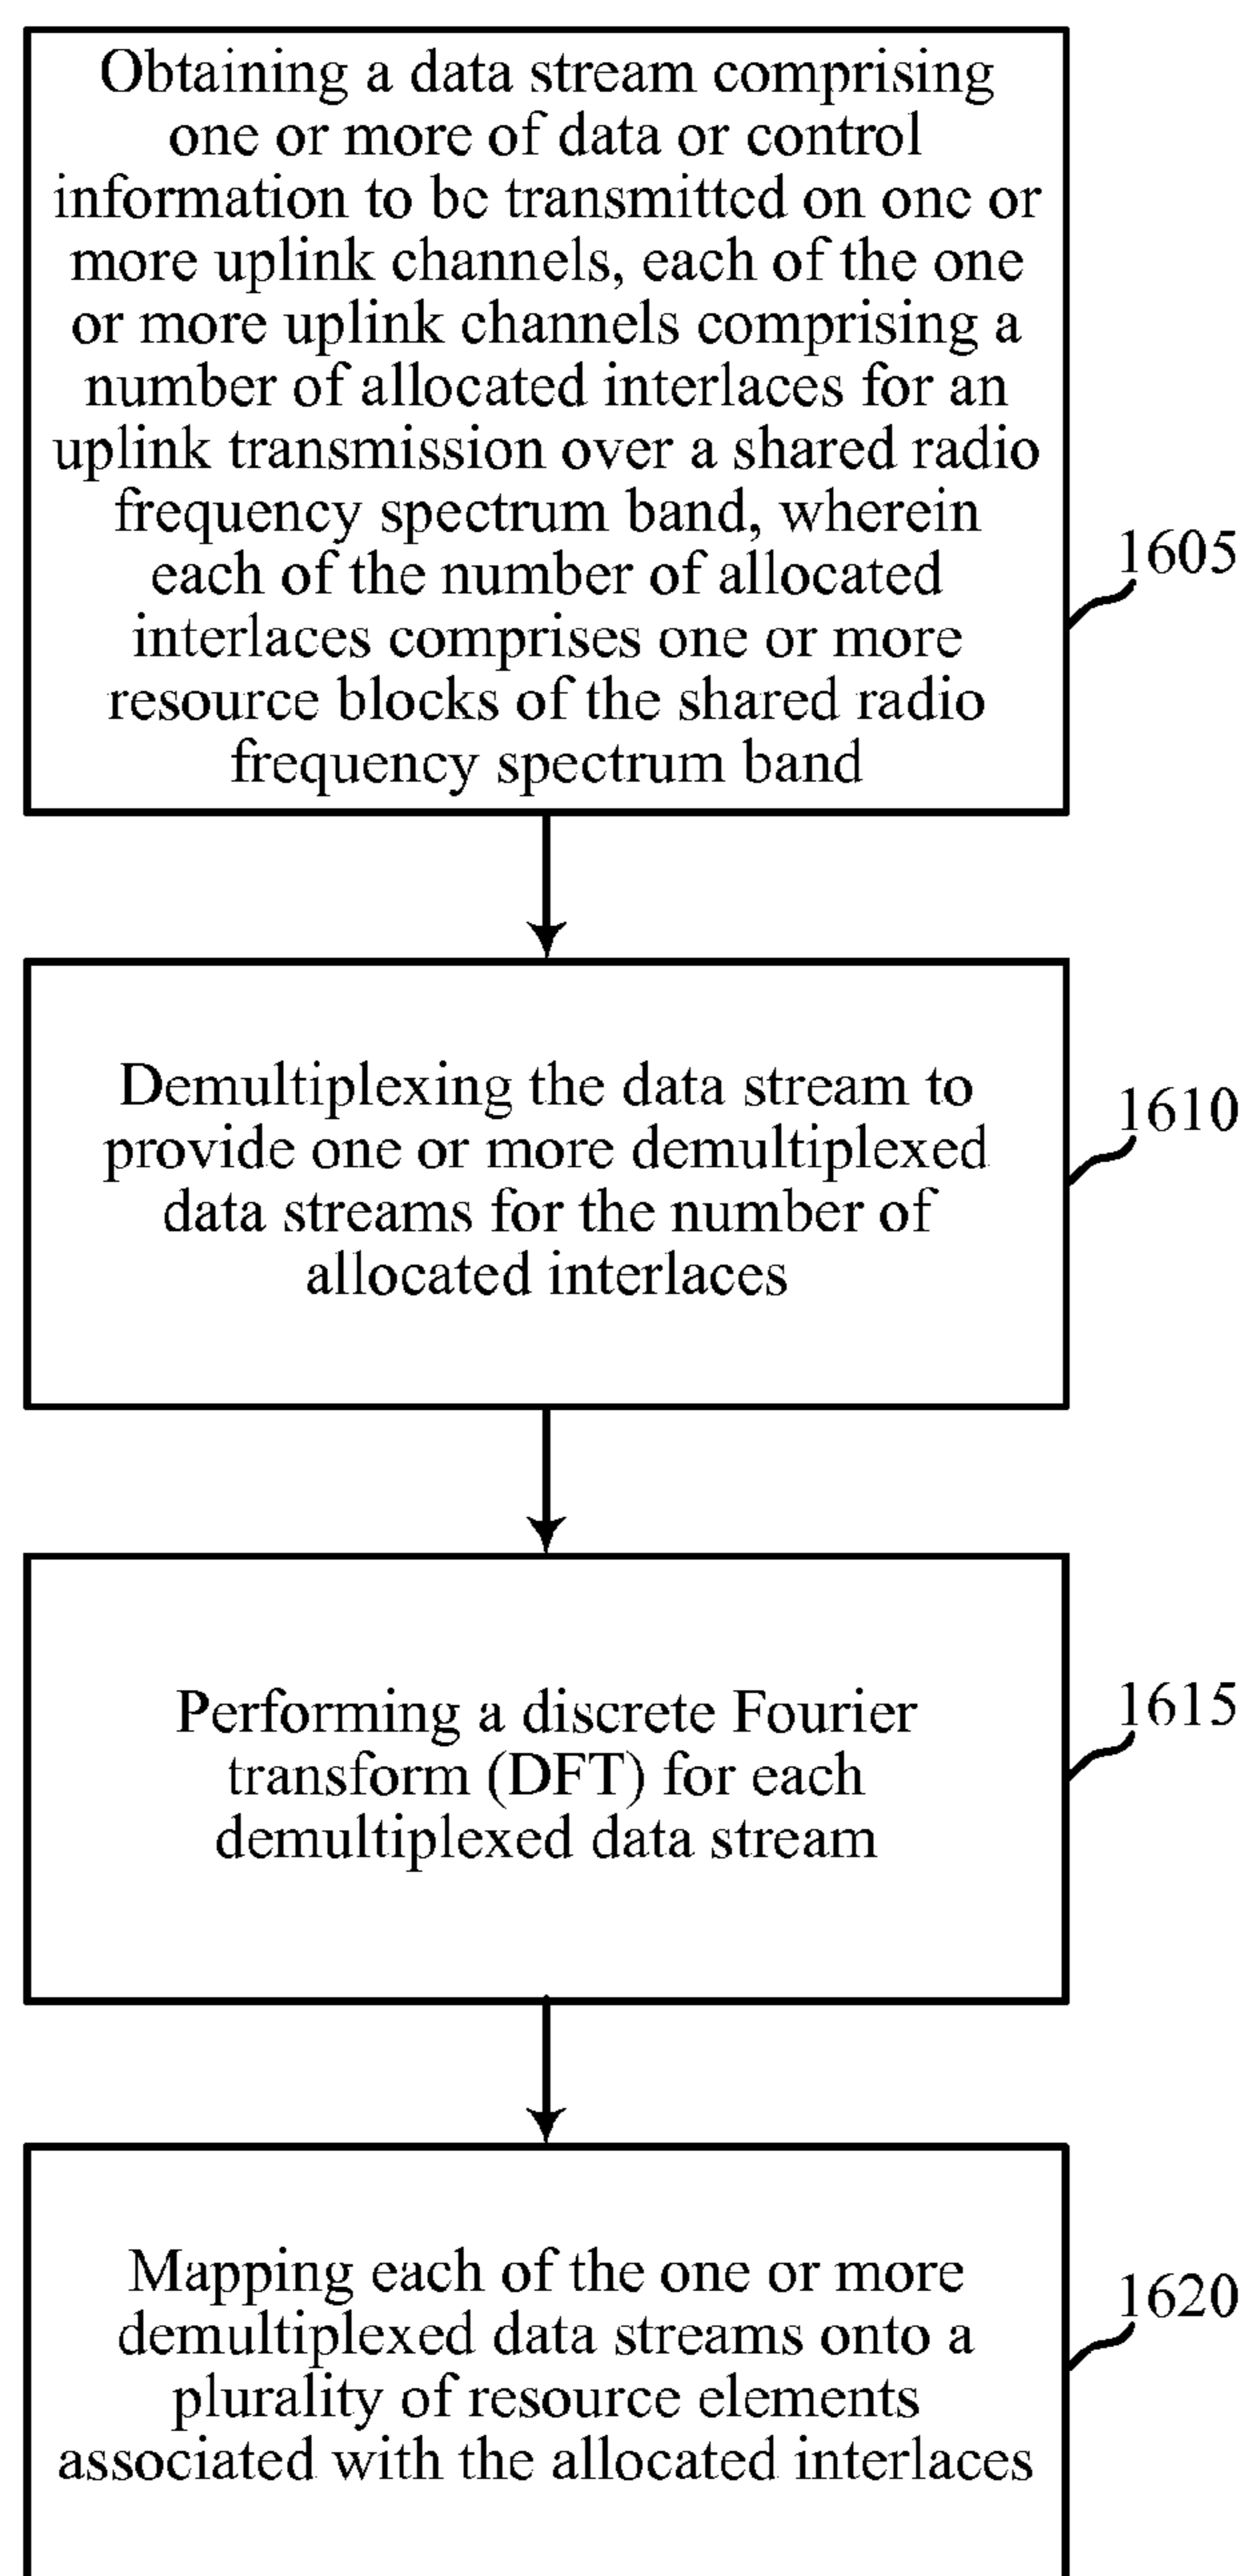 Obtaining a data stream comprising
one or more of data or control
information to be transmitted on one or
more uplink channels, each of the one
or more uplink channels comprising a
number of allocated interlaces for an
uplink transmission over a shared radio
frequency spectrum band, wherein
each of the number of allocated
interlaces comprises one or more
resource blocks of the shared radio
frequency spectrum band
1605
Demultiplexing the data stream to
provide one or more demultiplexed
data streams for the number of
allocated interlaces
1610
Performing a discrete Fourier
transform (DFT) for each
demultiplexed data stream
1615
Mapping each of the one or more
demultiplexed data streams onto a
plurality of resource elements
associated with the allocated interlaces
1620